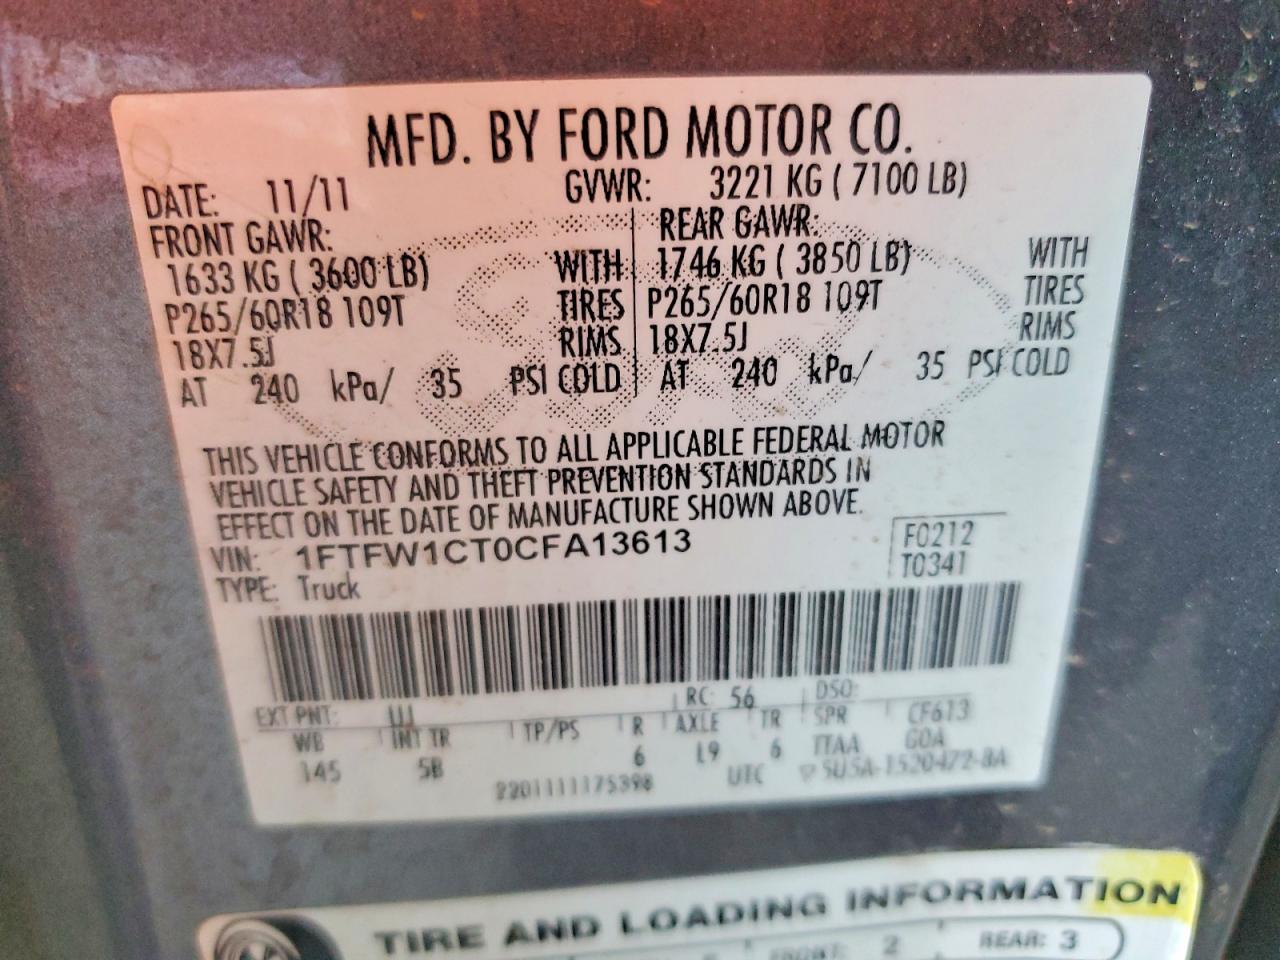 MFD. BY FORD MOTOR CO.
DATE: 11/11 GVWR: 3221 KG ( 7100 LB)
FRONT GAWR: REAR GAWR:
1633 KG ( 3600 LB) WITH 1746 KG ( 3850 LB) WITH
P265/60R18 109T TIRES P265/60R18 109T TIRES
18X7.5J RIMS 18X7.5J RIMS
AT 240 kPa/ 35 PSI COLD AT 240 kPa/ 35 PSI COLD
THIS VEHICLE CONFORMS TO ALL APPLICABLE FEDERAL MOTOR
VEHICLE SAFETY AND THEFT PREVENTION STANDARDS IN
EFFECT ON THE DATE OF MANUFACTURE SHOWN ABOVE.
VIN: 1FTFW1CT0CFA13613 F0212
TYPE: Truck T0341
EXT PNT: UJ RC: 56 DSO:
WB INT TR TP/PS R AXLE TR SPR CF613
145 5B 6 L9 6 TTAA G0A
2201111175398 UTC ▽ 5U5A-1520472-BA
TIRE AND LOADING INFORMATION
FRONT: 2 REAR: 3